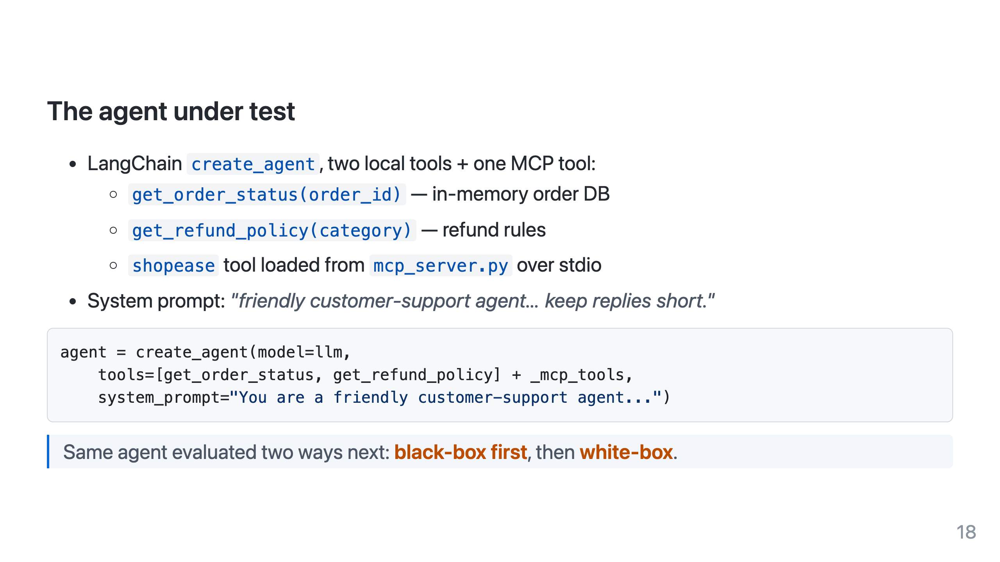 The agent under test
• LangChain create_agent, two local tools + one MCP tool:
○ get_order_status(order_id) — in-memory order DB
○ get_refund_policy(category) — refund rules
○ shopease tool loaded from mcp_server.py over stdio
• System prompt: "friendly customer-support agent... keep replies short."
agent = create_agent(model=llm,
    tools=[get_order_status, get_refund_policy] + _mcp_tools,
    system_prompt="You are a friendly customer-support agent...")
Same agent evaluated two ways next: black-box first, then white-box.
18